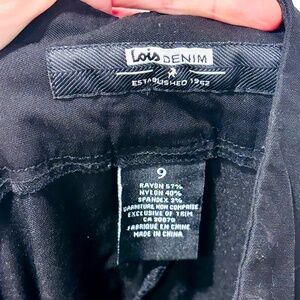 Lois DENIM
ESTABLISHED 1962
9
RAYON 57%
NYLON 40%
SPANDEX 3%
GARNITURE NON COMPRISE
EXCLUSIVE OF TRIM
CA 30870
FABRIQUÉ EN CHINE
MADE IN CHINA